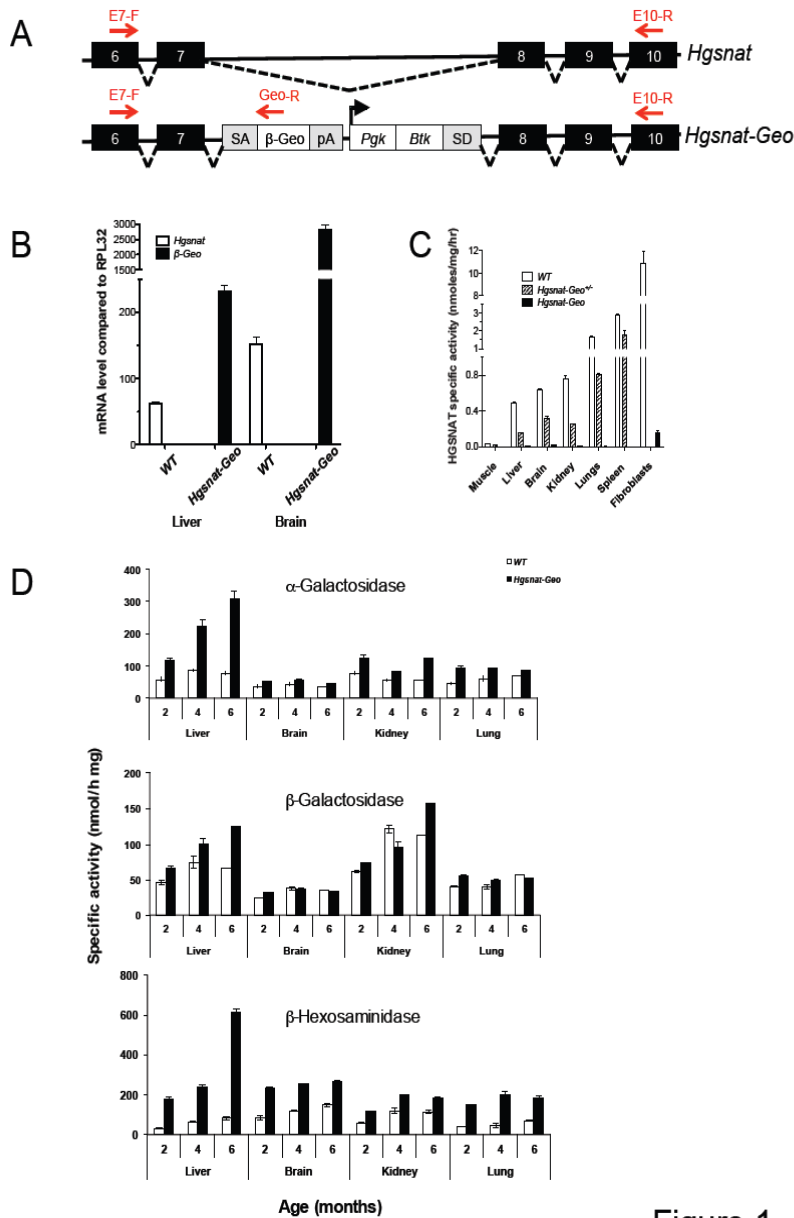 A
E7-F
E10-R
6
7
8
9
10
Hgsnat
E7-F
Geo-R
E10-R
6
7
SA
β-Geo
pA
Pgk
Btk
SD
8
9
10
Hgsnat-Geo
B
mRNA level compared to RPL32
3000
2500
2000
1500
200
100
0
Hgsnat
β-Geo
WT
Hgsnat-Geo
WT
Hgsnat-Geo
Liver
Brain
C
HGSNAT specific activity (nmoles/mg/hr)
12
10
8
6
4
3
2
1
0.8
0.4
0.0
WT
Hgsnat-Geo+/-
Hgsnat-Geo
Muscle
Liver
Brain
Kidney
Lungs
Spleen
Fibroblasts
D
WT
Hgsnat-Geo
Specific activity (nmol/h mg)
α-Galactosidase
400
300
200
100
0
2 4 6 2 4 6 2 4 6 2 4 6
Liver Brain Kidney Lung
β-Galactosidase
200
150
100
50
0
2 4 6 2 4 6 2 4 6 2 4 6
Liver Brain Kidney Lung
β-Hexosaminidase
800
600
400
200
0
2 4 6 2 4 6 2 4 6 2 4 6
Liver Brain Kidney Lung
Age (months)